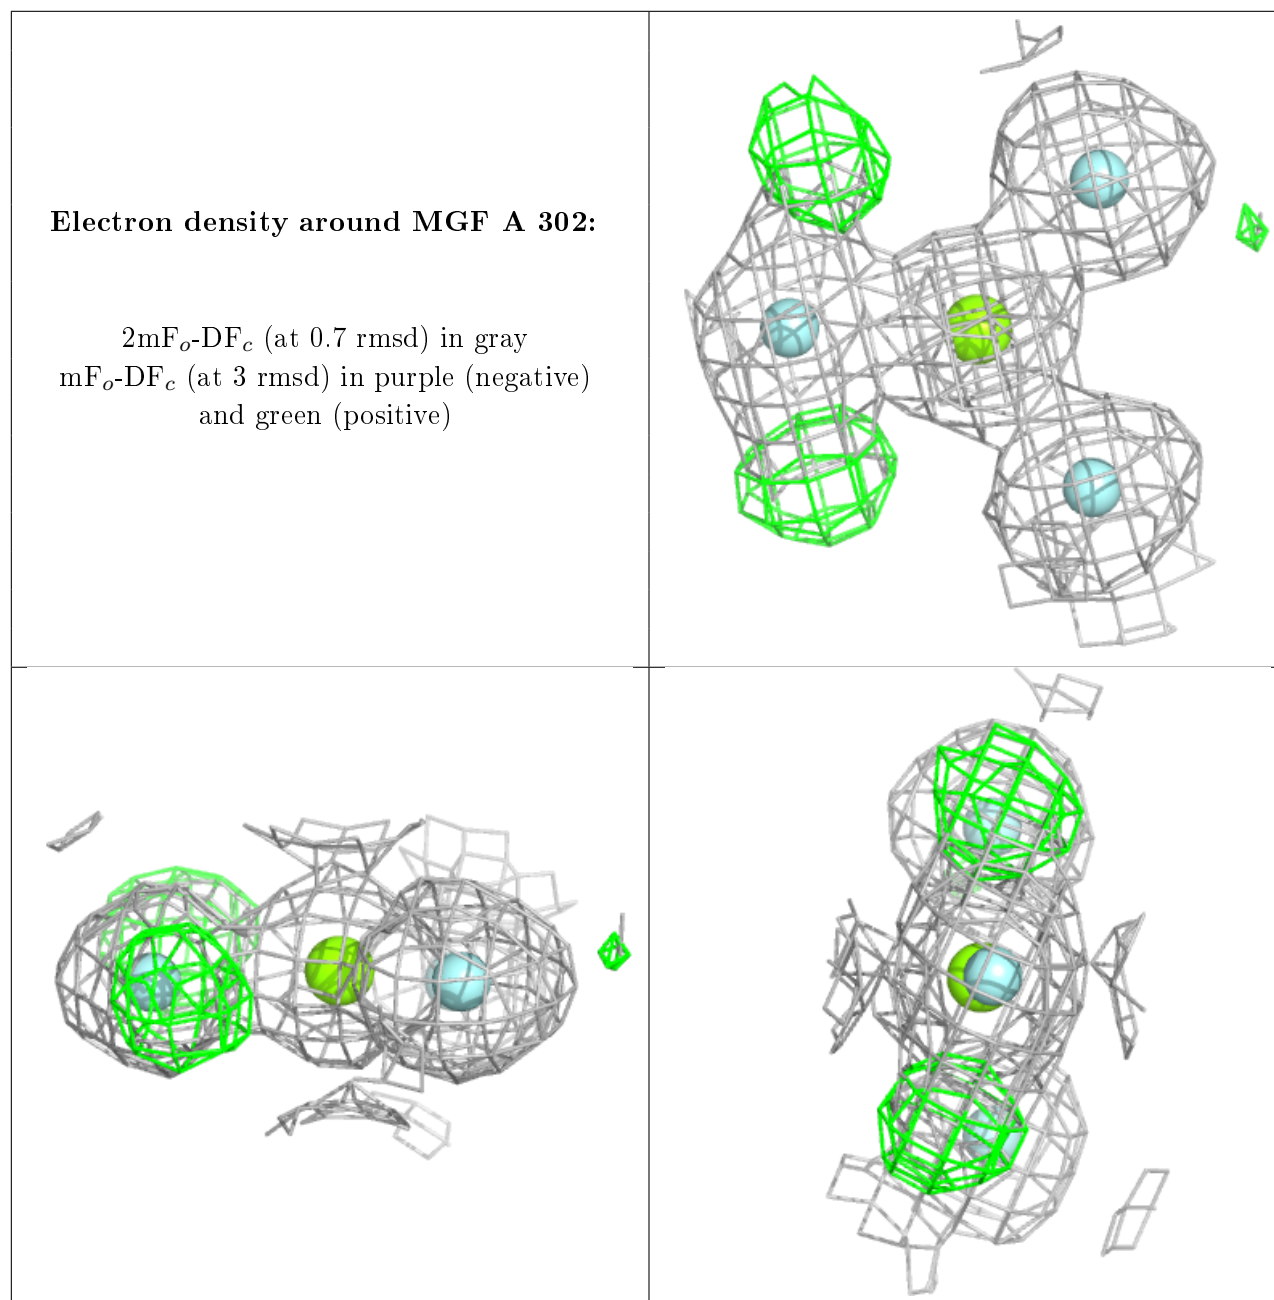 Electron density around MGF A 302:
2mFₒ-DF𝒸 (at 0.7 rmsd) in gray
mFₒ-DF𝒸 (at 3 rmsd) in purple (negative)
and green (positive)